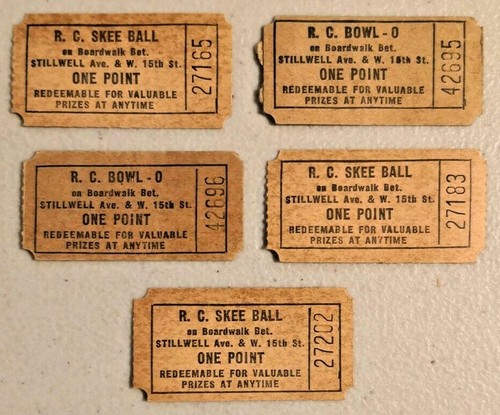 R. C. SKEE BALL
on Boardwalk Bet.
STILLWELL Ave. & W. 15th St.
ONE POINT
REDEEMABLE FOR VALUABLE
PRIZES AT ANYTIME
27165
R. C. BOWL-O
on Boardwalk Bet.
STILLWELL Ave. & W. 15th St.
ONE POINT
REDEEMABLE FOR VALUABLE
PRIZES AT ANYTIME
42695
R. C. BOWL-O
on Boardwalk Bet.
STILLWELL Ave. & W. 15th St.
ONE POINT
REDEEMABLE FOR VALUABLE
PRIZES AT ANYTIME
42696
R. C. SKEE BALL
on Boardwalk Bet.
STILLWELL Ave. & W. 15th St.
ONE POINT
REDEEMABLE FOR VALUABLE
PRIZES AT ANYTIME
27183
R. C. SKEE BALL
on Boardwalk Bet.
STILLWELL Ave. & W. 15th St.
ONE POINT
REDEEMABLE FOR VALUABLE
PRIZES AT ANYTIME
27202